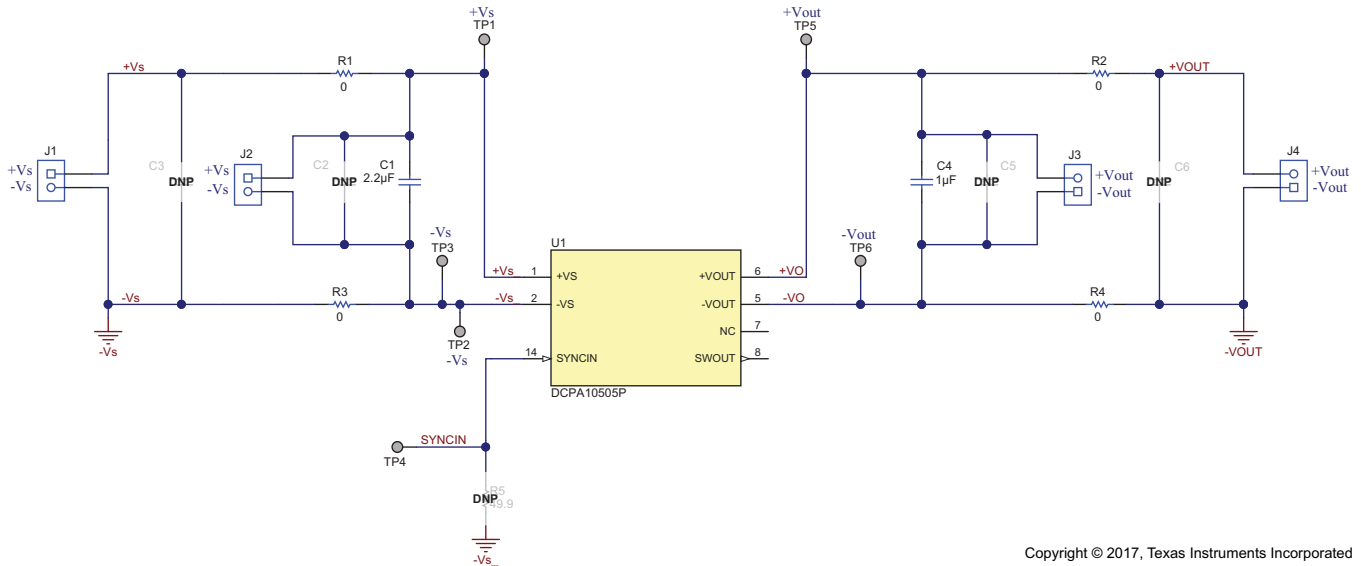 +Vs
TP1
+Vout
TP5
+Vs
R1
0
R2
0
+VOUT
J1
+Vs
-Vs
C3
DNP
J2
+Vs
-Vs
C2
DNP
C1
2.2µF
C4
1µF
C5
DNP
J3
+Vout
-Vout
C6
DNP
J4
+Vout
-Vout
-Vs
TP3
-Vout
TP6
U1
+Vs
1
+VS
+VOUT
6
+VO
-Vs
R3
0
-Vs
2
-VS
-VOUT
5
-VO
R4
0
-Vs
TP2
-Vs
NC
7
-VOUT
14
SYNCIN
SWOUT
8
DCPA10505P
SYNCIN
TP4
R5
DNP
49.9
-Vs_
Copyright © 2017, Texas Instruments Incorporated